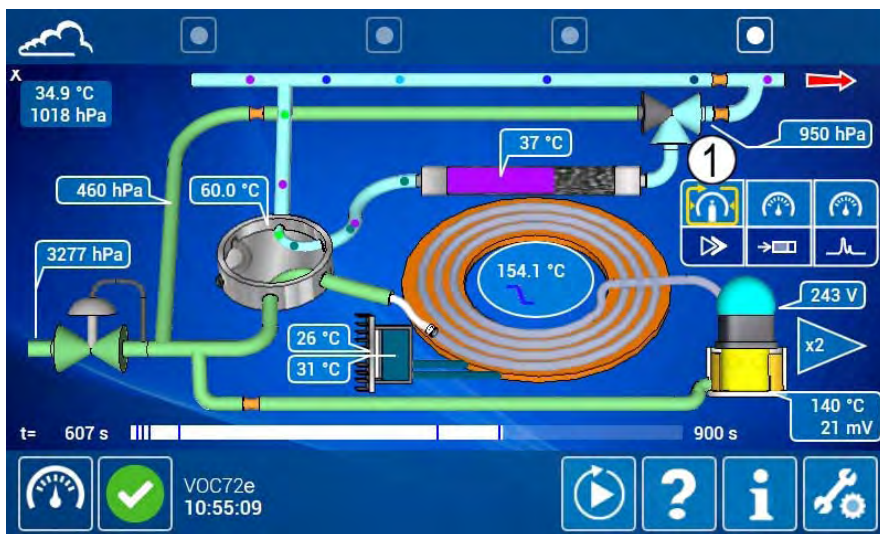 X
34.9 °C
1018 hPa
950 hPa
37 °C
1
460 hPa
60.0 °C
3277 hPa
154.1 °C
243 V
26 °C
31 °C
x2
140 °C
21 mV
t= 607 s
900 s
VOC72e
10:55:09
?
i